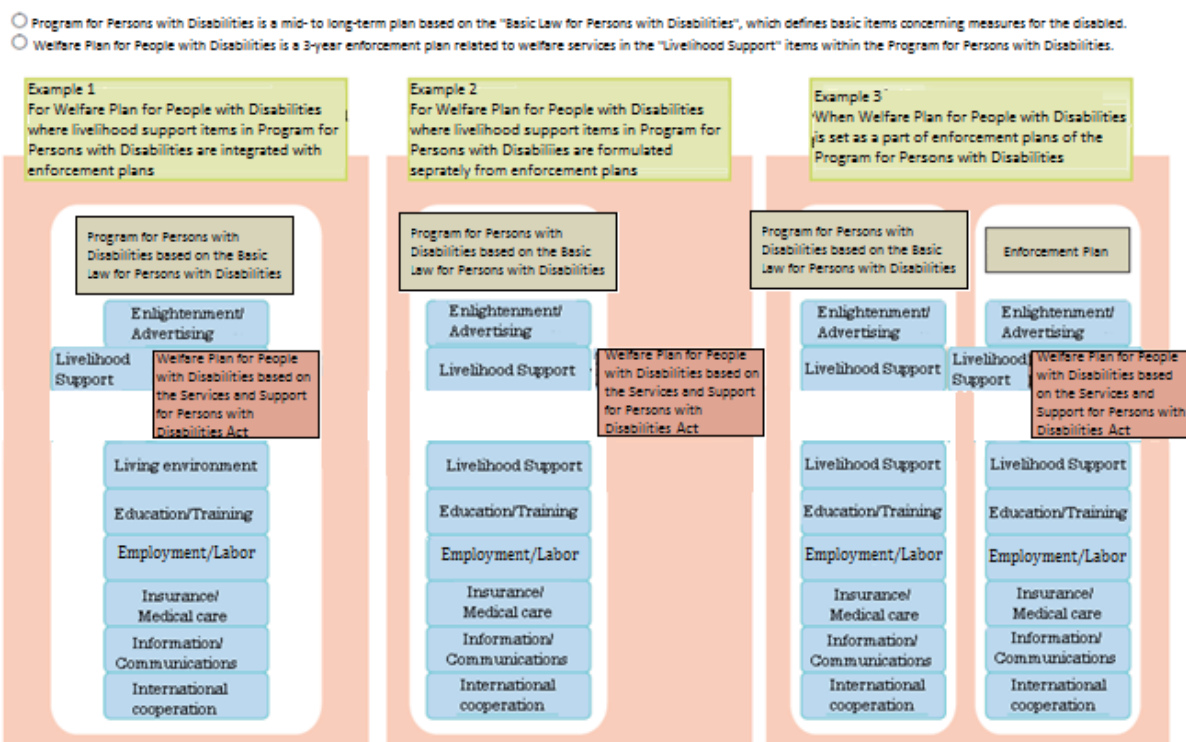 Program for Persons with Disabilities is a mid- to long-term plan based on the "Basic Law for Persons with Disabilities", which defines basic items concerning measures for the disabled.
Welfare Plan for People with Disabilities is a 3-year enforcement plan related to welfare services in the "Livelihood Support" items within the Program for Persons with Disabilities.
Example 1
For Welfare Plan for People with Disabilities
where livelihood support items in Program for
Persons with Disabilities are integrated with
enforcement plans
Program for Persons with
Disabilities based on the Basic
Law for Persons with Disabilities
Enlightenment/
Advertising
Livelihood
Support
Welfare Plan for People
with Disabilities based on
the Services and Support
for Persons with
Disabilities Act
Living environment
Education/Training
Employment/Labor
Insurance/
Medical care
Information/
Communications
International
cooperation
Example 2
For Welfare Plan for People with Disabilities
where livelihood support items in Program for
Persons with Disabiliies are formulated
seprately from enforcement plans
Program for Persons with
Disabilities based on the Basic
Law for Persons with Disabilities
Enlightenment/
Advertising
Livelihood Support
Welfare Plan for People
with Disabilities based on
the Services and Support
for Persons with
Disabilities Act
Livelihood Support
Education/Training
Employment/Labor
Insurance/
Medical care
Information/
Communications
International
cooperation
Example 3
When Welfare Plan for People with Disabilities
is set as a part of enforcement plans of the
Program for Persons with Disabilities
Program for Persons with
Disabilities based on the Basic
Law for Persons with Disabilities
Enlightenment/
Advertising
Livelihood Support
Livelihood Support
Education/Training
Employment/Labor
Insurance/
Medical care
Information/
Communications
International
cooperation
Enforcement Plan
Enlightenment/
Advertising
Livelihood
Support
Welfare Plan for People
with Disabilities based
on the Services and
Support for Persons with
Disabilities Act
Livelihood Support
Education/Training
Employment/Labor
Insurance/
Medical care
Information/
Communications
International
cooperation